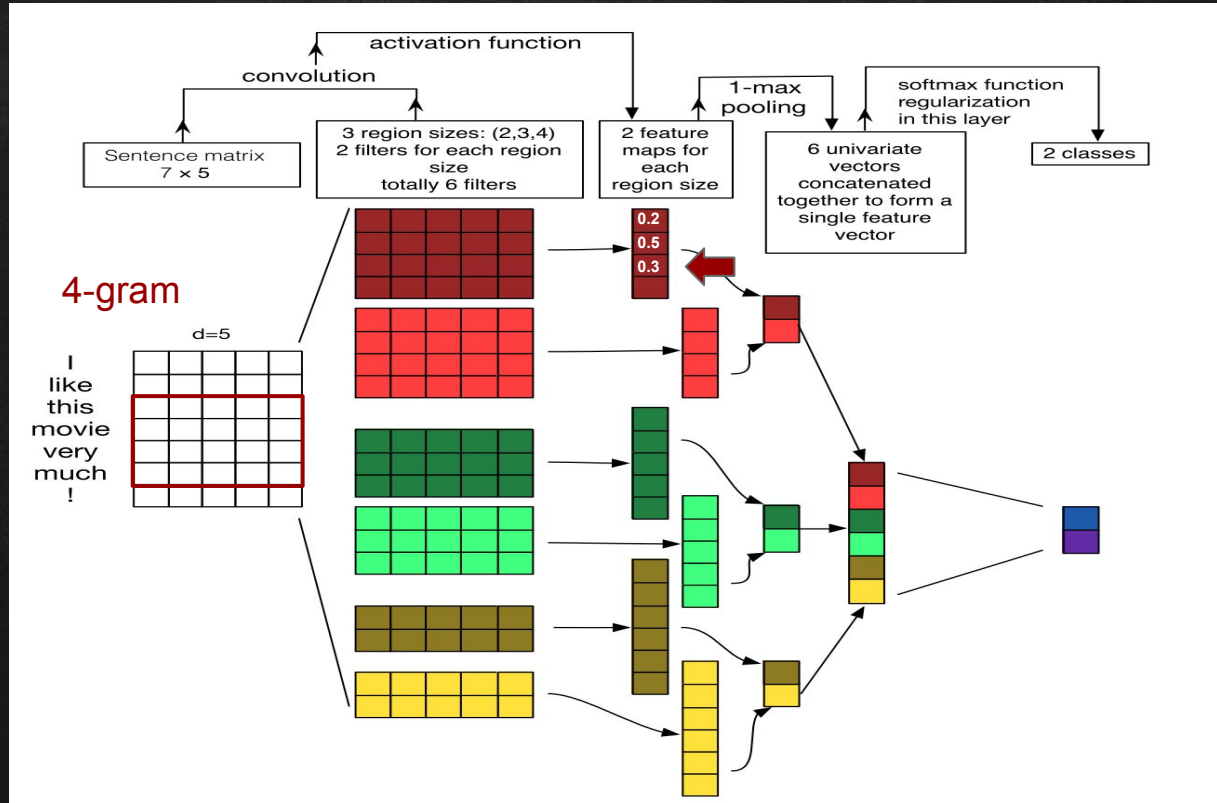 activation function
convolution
1-max
pooling
softmax function
regularization
in this layer
Sentence matrix
7 × 5
3 region sizes: (2,3,4)
2 filters for each region
size
totally 6 filters
2 feature
maps for
each
region size
6 univariate
vectors
concatenated
together to form a
single feature
vector
2 classes
0.2
0.5
0.3
4-gram
d=5
I
like
this
movie
very
much
!